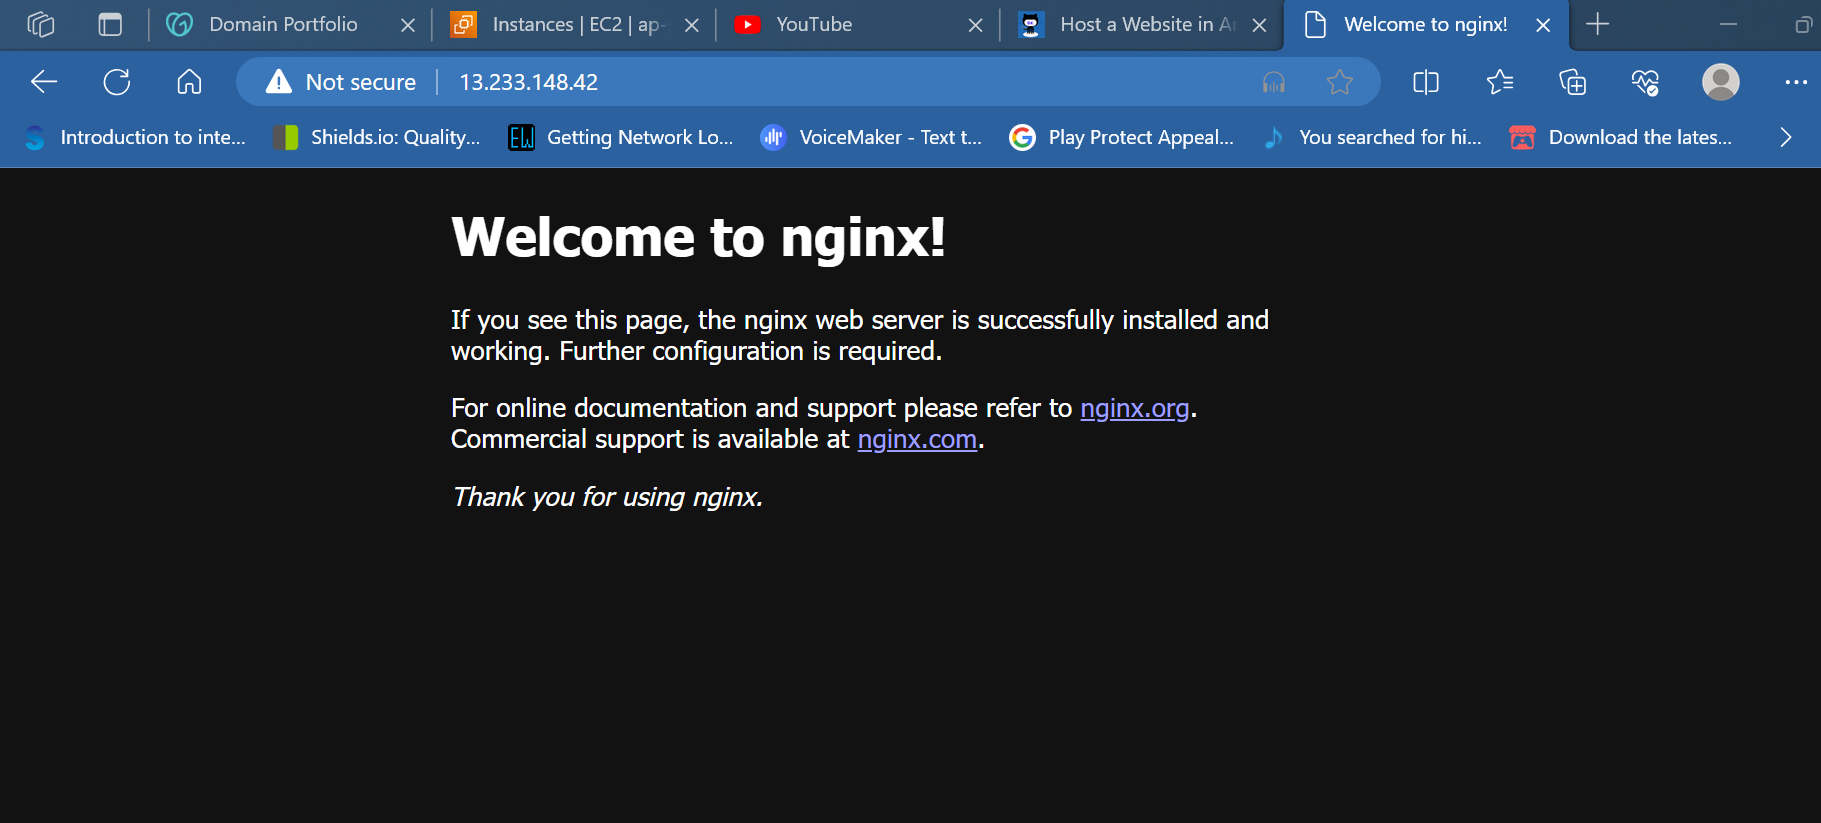 Domain Portfolio
Instances | EC2 | ap-
YouTube
Host a Website in A
Welcome to nginx!
Not secure
13.233.148.42
Introduction to inte...
Shields.io: Quality...
EW
Getting Network Lo...
VoiceMaker - Text t...
Play Protect Appeal...
You searched for hi...
Download the lates...
Welcome to nginx!
If you see this page, the nginx web server is successfully installed and
working. Further configuration is required.
For online documentation and support please refer to nginx.org.
Commercial support is available at nginx.com.
Thank you for using nginx.